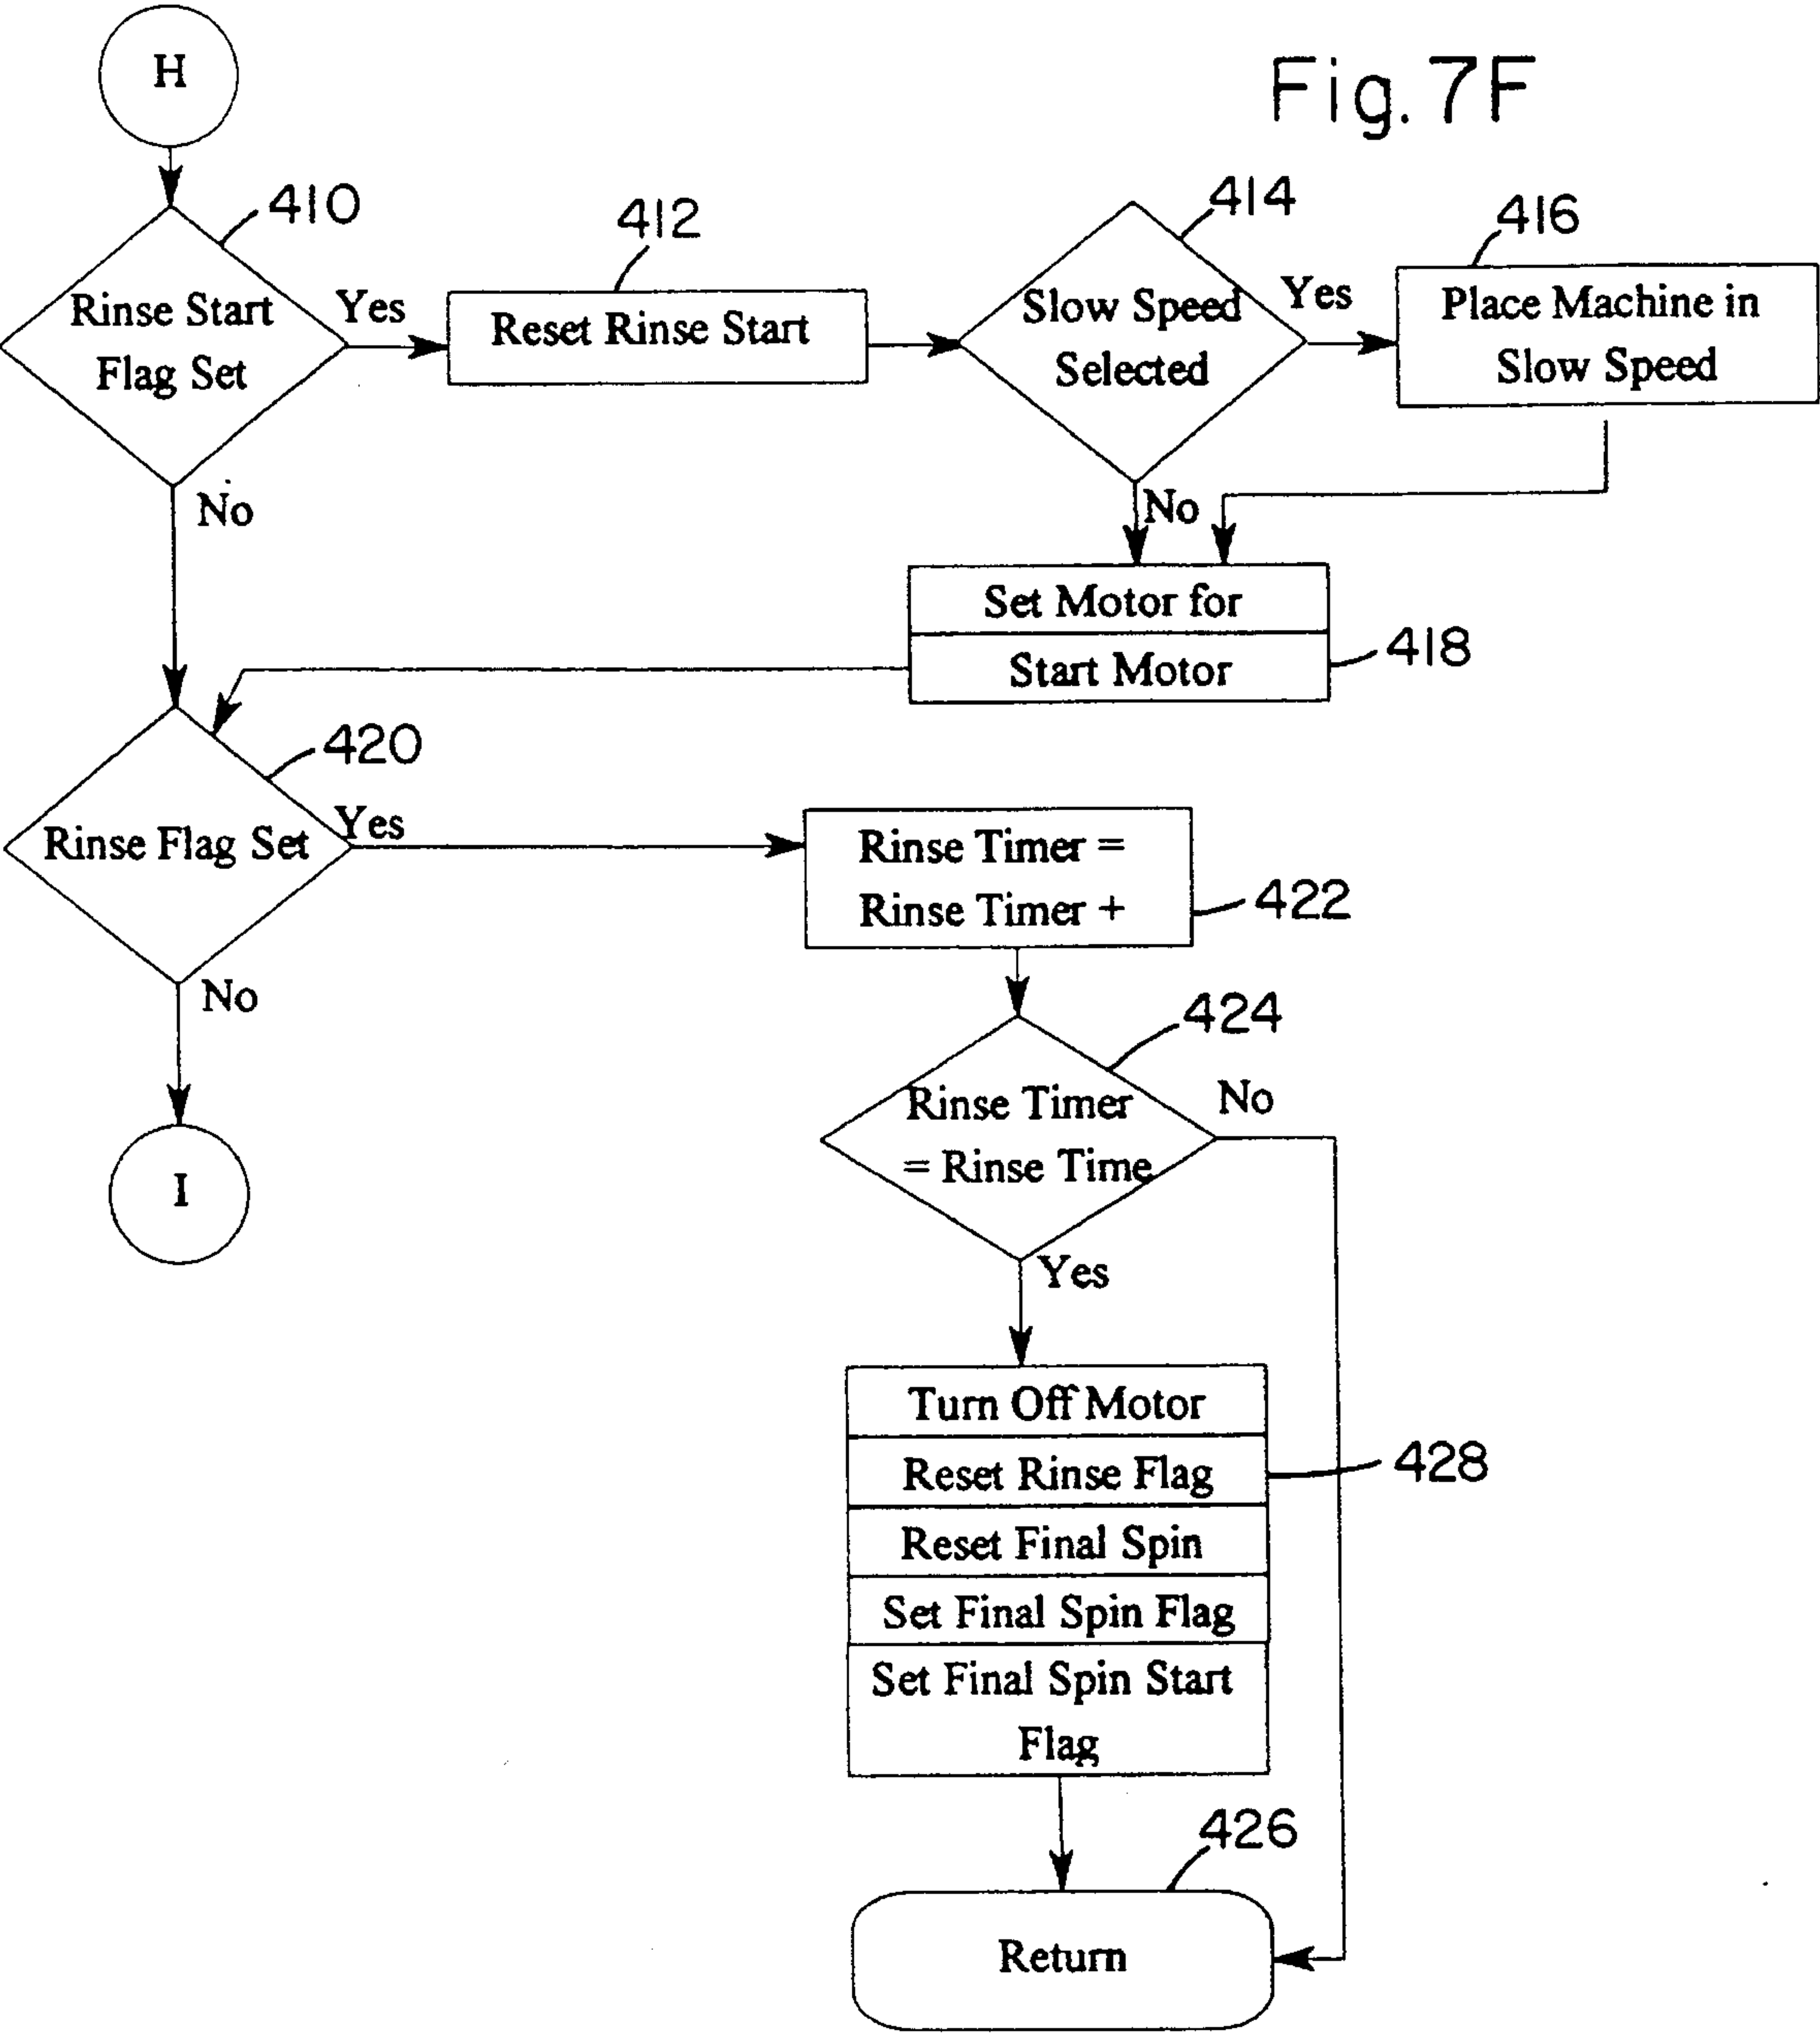 H
Fig. 7F
410
412
414
416
Rinse Start
Flag Set
Yes
Reset Rinse Start
Slow Speed
Selected
Yes
Place Machine in
Slow Speed
No
No
Set Motor for
Start Motor
418
420
Rinse Flag Set
Yes
Rinse Timer =
Rinse Timer +
422
No
I
424
Rinse Timer
= Rinse Time
No
Yes
Turn Off Motor
Reset Rinse Flag
428
Reset Final Spin
Set Final Spin Flag
Set Final Spin Start
Flag
426
Return